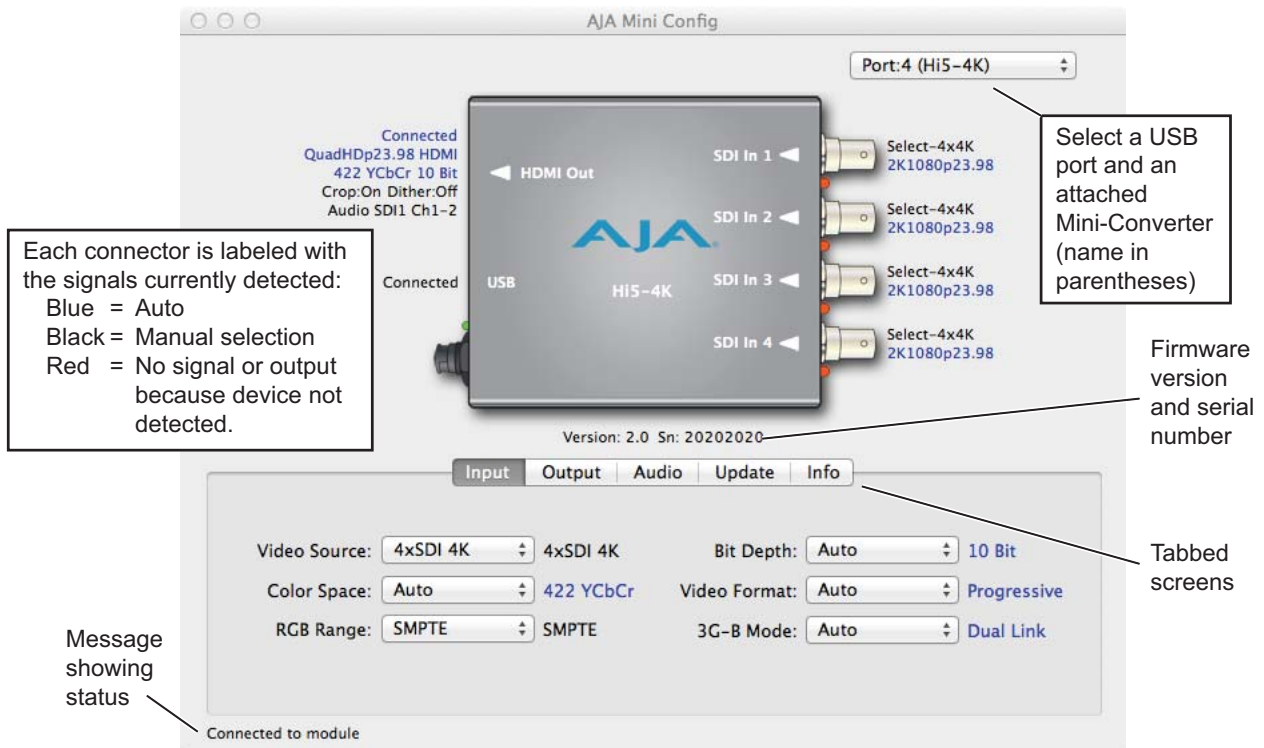 AJA Mini Config
Port:4 (Hi5-4K)
Select a USB
port and an
attached
Mini-Converter
(name in
parentheses)
Connected
QuadHDp23.98 HDMI
422 YCbCr 10 Bit
Crop:On Dither:Off
Audio SDI1 Ch1-2
HDMI Out
SDI In 1
Select-4x4K
2K1080p23.98
SDI In 2
Select-4x4K
2K1080p23.98
AJA
Each connector is labeled with
the signals currently detected:
Blue = Auto
Black = Manual selection
Red = No signal or output
because device not
detected.
Connected
USB
Hi5-4K
SDI In 3
Select-4x4K
2K1080p23.98
SDI In 4
Select-4x4K
2K1080p23.98
Firmware
version
and serial
number
Version: 2.0 Sn: 20202020
Input Output Audio Update Info
Video Source: 4xSDI 4K 4xSDI 4K Bit Depth: Auto 10 Bit
Color Space: Auto 422 YCbCr Video Format: Auto Progressive
RGB Range: SMPTE SMPTE 3G-B Mode: Auto Dual Link
Tabbed
screens
Message
showing
status
Connected to module